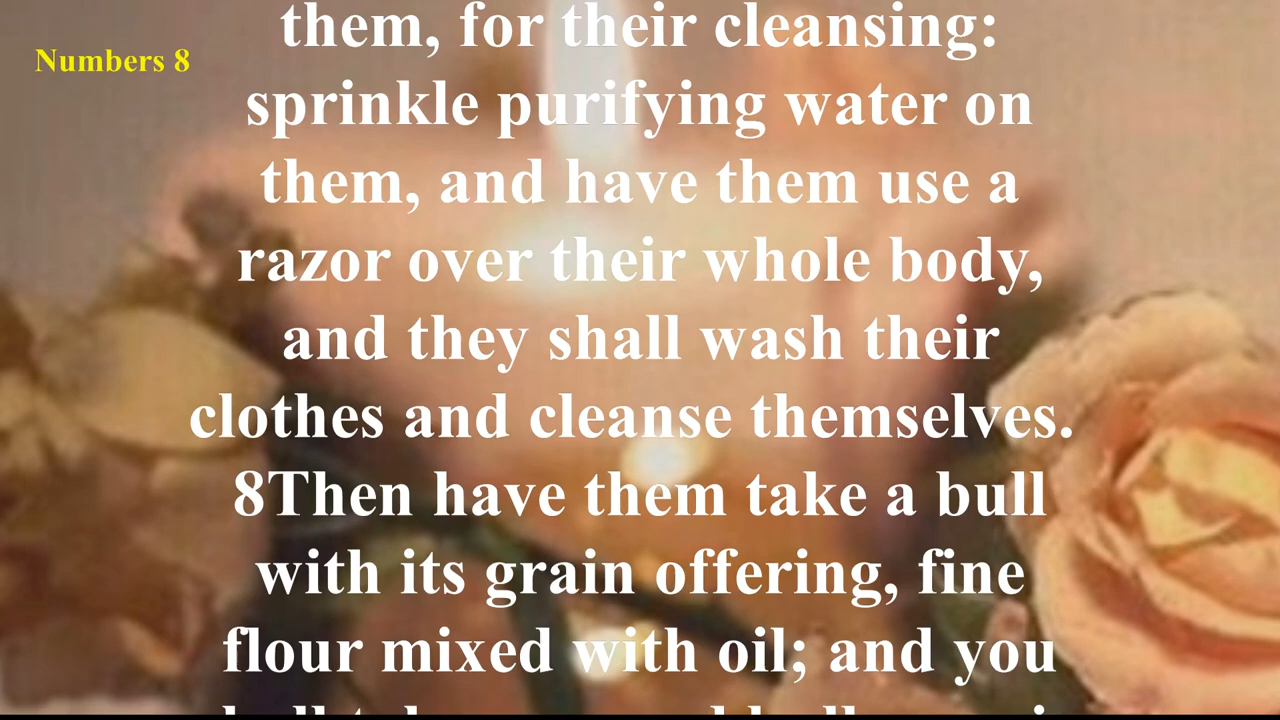 Numbers 8
them, for their cleansing:
sprinkle purifying water on
them, and have them use a
razor over their whole body,
and they shall wash their
clothes and cleanse themselves.
8Then have them take a bull
with its grain offering, fine
flour mixed with oil; and you